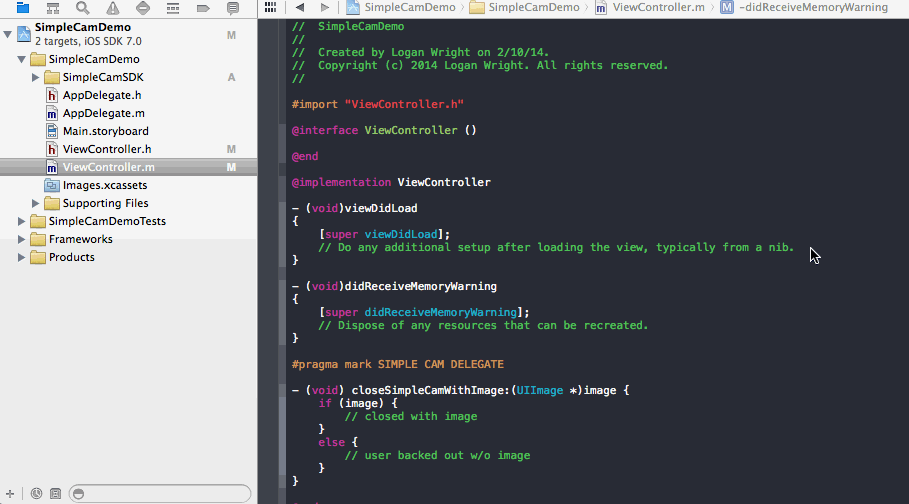 SimpleCamDemo
2 targets, iOS SDK 7.0
M
SimpleCamDemo
SimpleCamSDK
A
AppDelegate.h
AppDelegate.m
Main.storyboard
ViewController.h
M
ViewController.m
M
Images.xcassets
Supporting Files
SimpleCamDemoTests
Frameworks
Products
SimpleCamDemo
SimpleCamDemo
ViewController.m
M
-didReceiveMemoryWarning
//  SimpleCamDemo
//
//  Created by Logan Wright on 2/10/14.
//  Copyright (c) 2014 Logan Wright. All rights reserved.
//
#import "ViewController.h"
@interface ViewController ()
@end
@implementation ViewController
- (void)viewDidLoad
{
    [super viewDidLoad];
    // Do any additional setup after loading the view, typically from a nib.
}
- (void)didReceiveMemoryWarning
{
    [super didReceiveMemoryWarning];
    // Dispose of any resources that can be recreated.
}
#pragma mark SIMPLE CAM DELEGATE
- (void) closeSimpleCamWithImage:(UIImage *)image {
    if (image) {
        // closed with image
    }
    else {
        // user backed out w/o image
    }
}